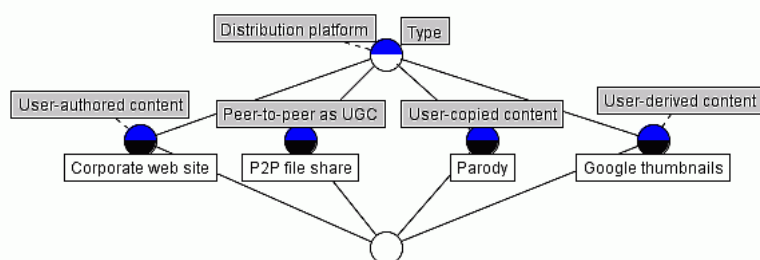 Distribution platform
Type
User-authored content
Peer-to-peer as UGC
User-copied content
User-derived content
Corporate web site
P2P file share
Parody
Google thumbnails